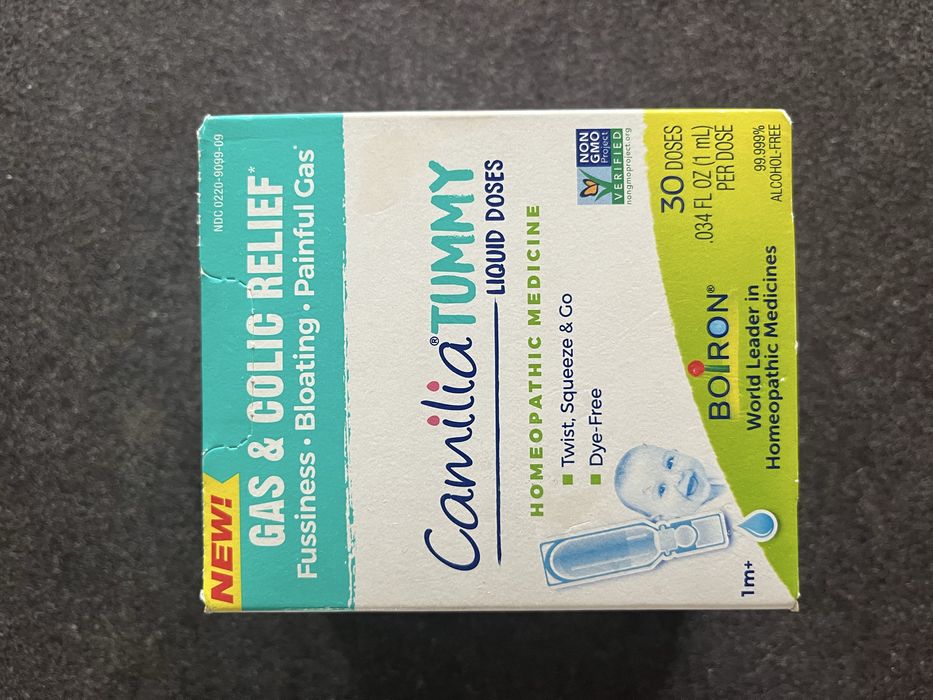 NEW!
NDC 0220-9099-09
GAS & COLIC RELIEF*
Fussiness • Bloating • Painful Gas*
Camilia®TUMMY
LIQUID DOSES
HOMEOPATHIC MEDICINE
Twist, Squeeze & Go
Dye-Free
NON
GMO
Project
VERIFIED
nongmoproject.org
1m+
BOIRON®
World Leader in
Homeopathic Medicines
30 DOSES
.034 FL OZ (1 mL)
PER DOSE
99.999%
ALCOHOL-FREE